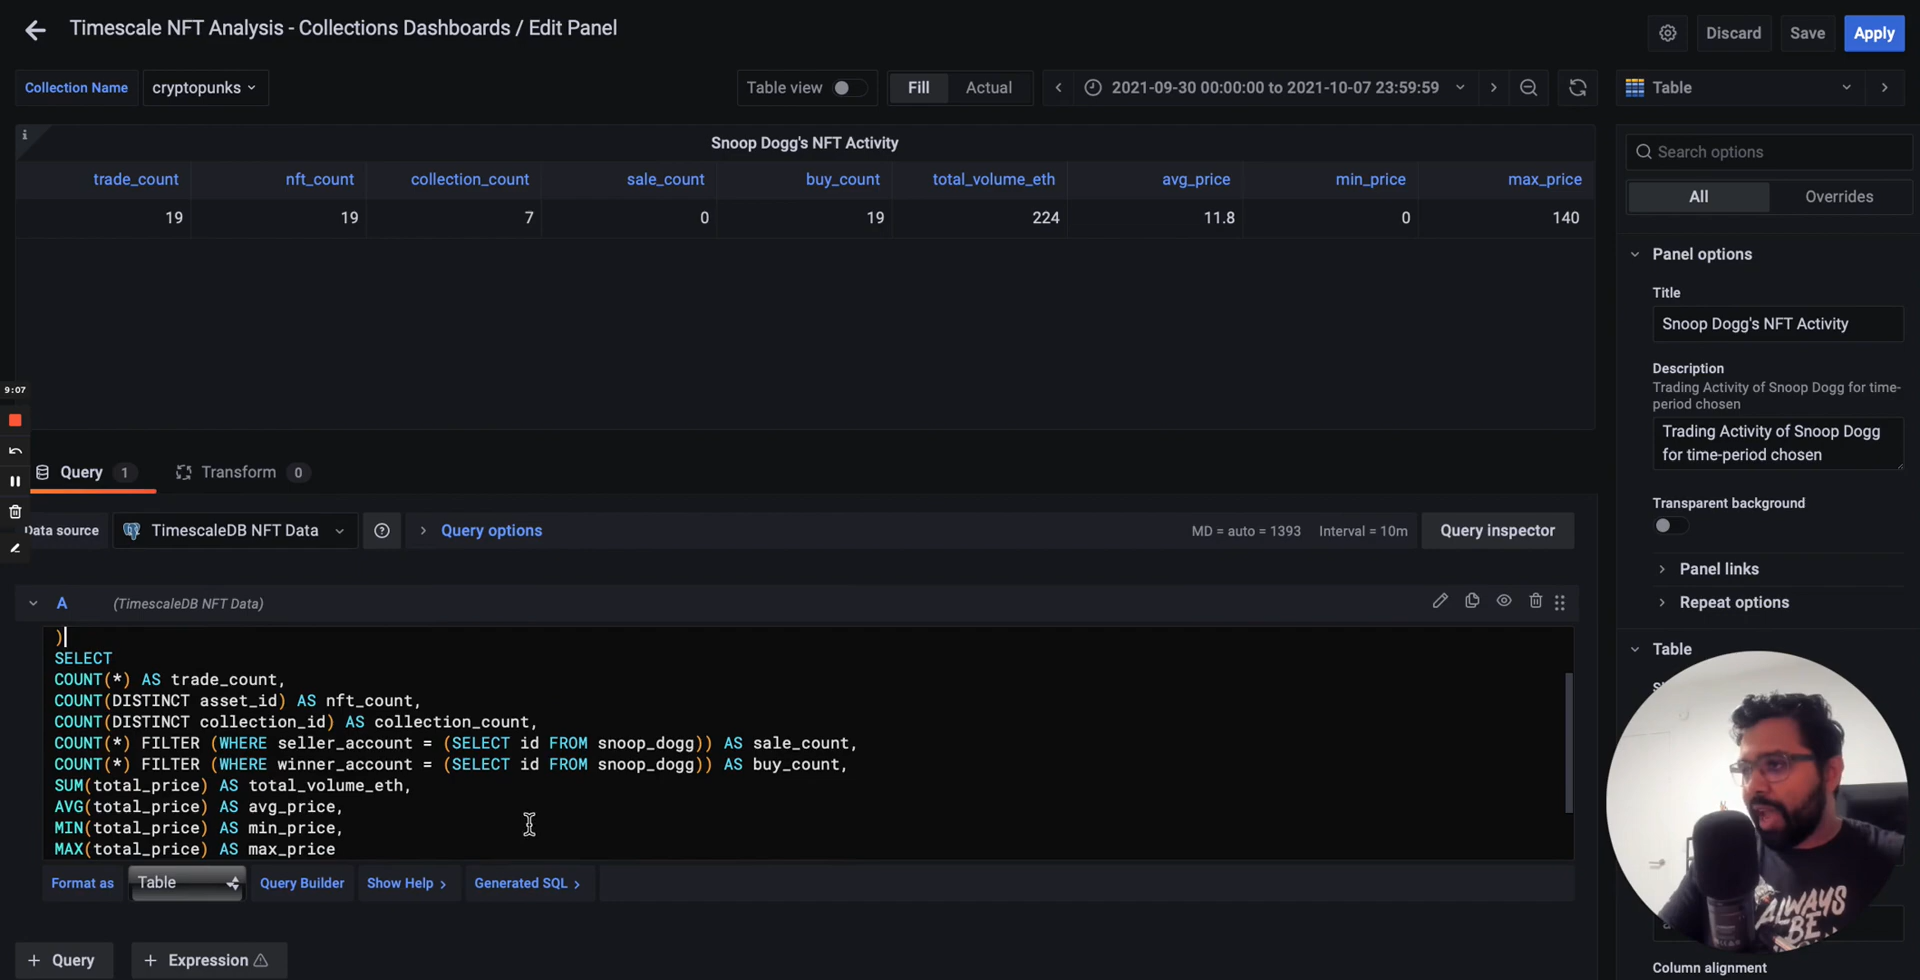 Timescale NFT Analysis - Collections Dashboards / Edit Panel
Discard
Save
Apply
Collection Name
cryptopunks
Table view
Fill
Actual
2021-09-30 00:00:00 to 2021-10-07 23:59:59
Table
Snoop Dogg's NFT Activity
trade_count nft_count collection_count sale_count buy_count total_volume_eth avg_price min_price max_price
19 19 7 0 19 224 11.8 0 140
Search options
All
Overrides
Panel options
Title
Snoop Dogg's NFT Activity
Description
Trading Activity of Snoop Dogg for time-
period chosen
Trading Activity of Snoop Dogg
for time-period chosen
Transparent background
Panel links
Repeat options
Table
Column alignment
9:07
Query 1
Transform 0
Data source
TimescaleDB NFT Data
Query options
MD = auto = 1393
Interval = 10m
Query inspector
A
(TimescaleDB NFT Data)
)
SELECT
COUNT(*) AS trade_count,
COUNT(DISTINCT asset_id) AS nft_count,
COUNT(DISTINCT collection_id) AS collection_count,
COUNT(*) FILTER (WHERE seller_account = (SELECT id FROM snoop_dogg)) AS sale_count,
COUNT(*) FILTER (WHERE winner_account = (SELECT id FROM snoop_dogg)) AS buy_count,
SUM(total_price) AS total_volume_eth,
AVG(total_price) AS avg_price,
MIN(total_price) AS min_price,
MAX(total_price) AS max_price
Format as
Table
Query Builder
Show Help
Generated SQL
+ Query
+ Expression
ALWAYS
BE